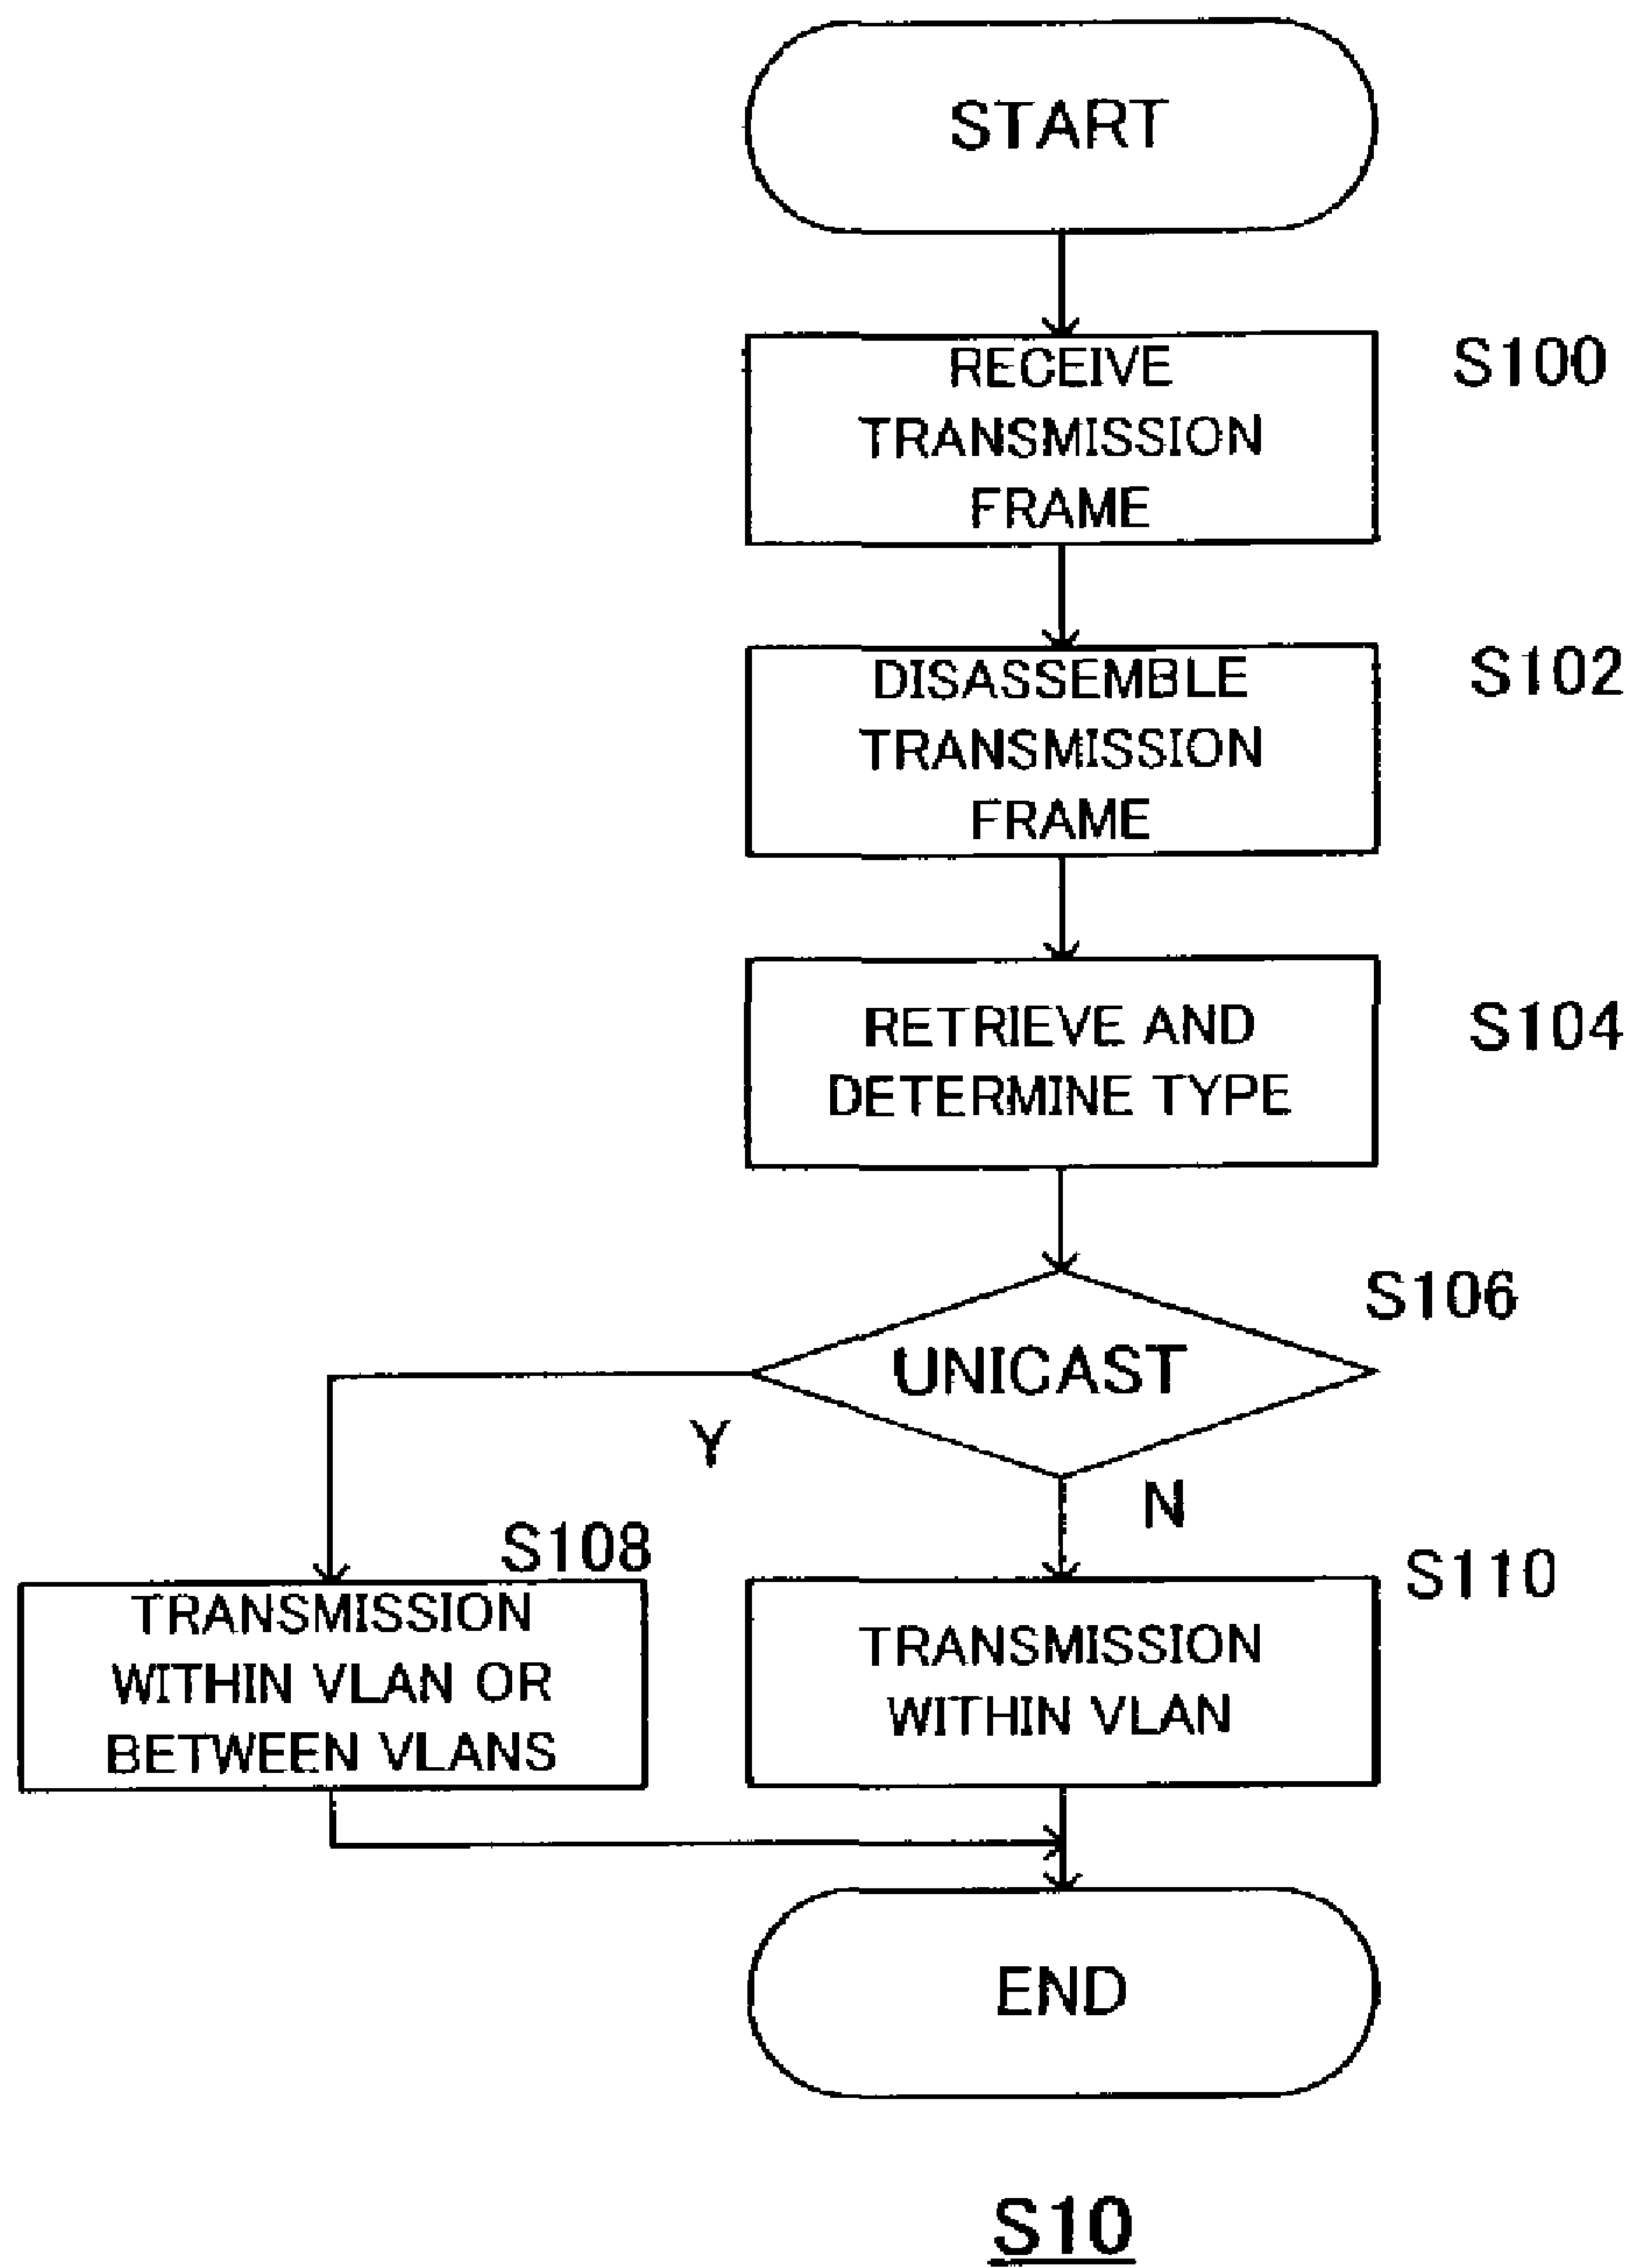 START
RECEIVE
TRANSMISSION
FRAME
S100
DISASSEMBLE
TRANSMISSION
FRAME
S102
RETRIEVE AND
DETERMINE TYPE
S104
UNICAST
S106
Y
N
S108
TRANSMISSION
WITHIN VLAN OR
BETWEEN VLANS
S110
TRANSMISSION
WITHIN VLAN
END
S10